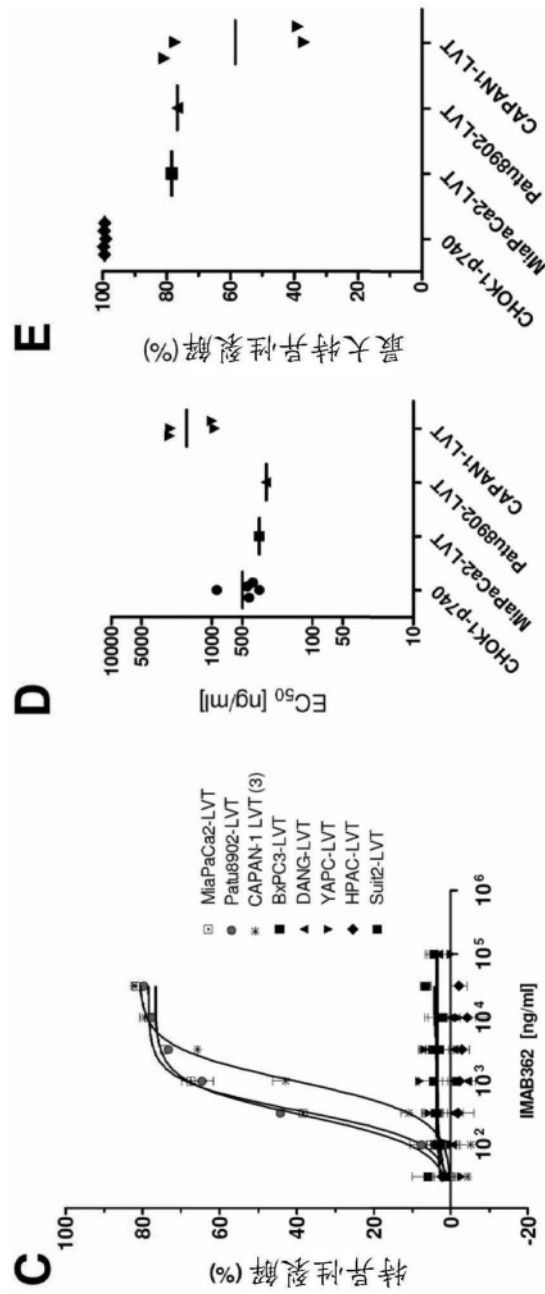 C
特异性裂解 (%)
100
80
60
40
20
0
-20
10²
10³
10⁴
10⁵
10⁶
IMAB362 [ng/ml]
MiaPaCa2-LVT
Patu8902-LVT
CAPAN-1 LVT (3)
BxPC3-LVT
DANG-LVT
YAPC-LVT
HPAC-LVT
Suit2-LVT
D
EC₅₀ [ng/ml]
10000
5000
1000
500
100
50
10
CHOK1-p740
MiaPaCa2-LVT
Patu8902-LVT
CAPAN1-LVT
E
最大特异性裂解 (%)
100
80
60
40
20
0
CHOK1-p740
MiaPaCa2-LVT
Patu8902-LVT
CAPAN1-LVT